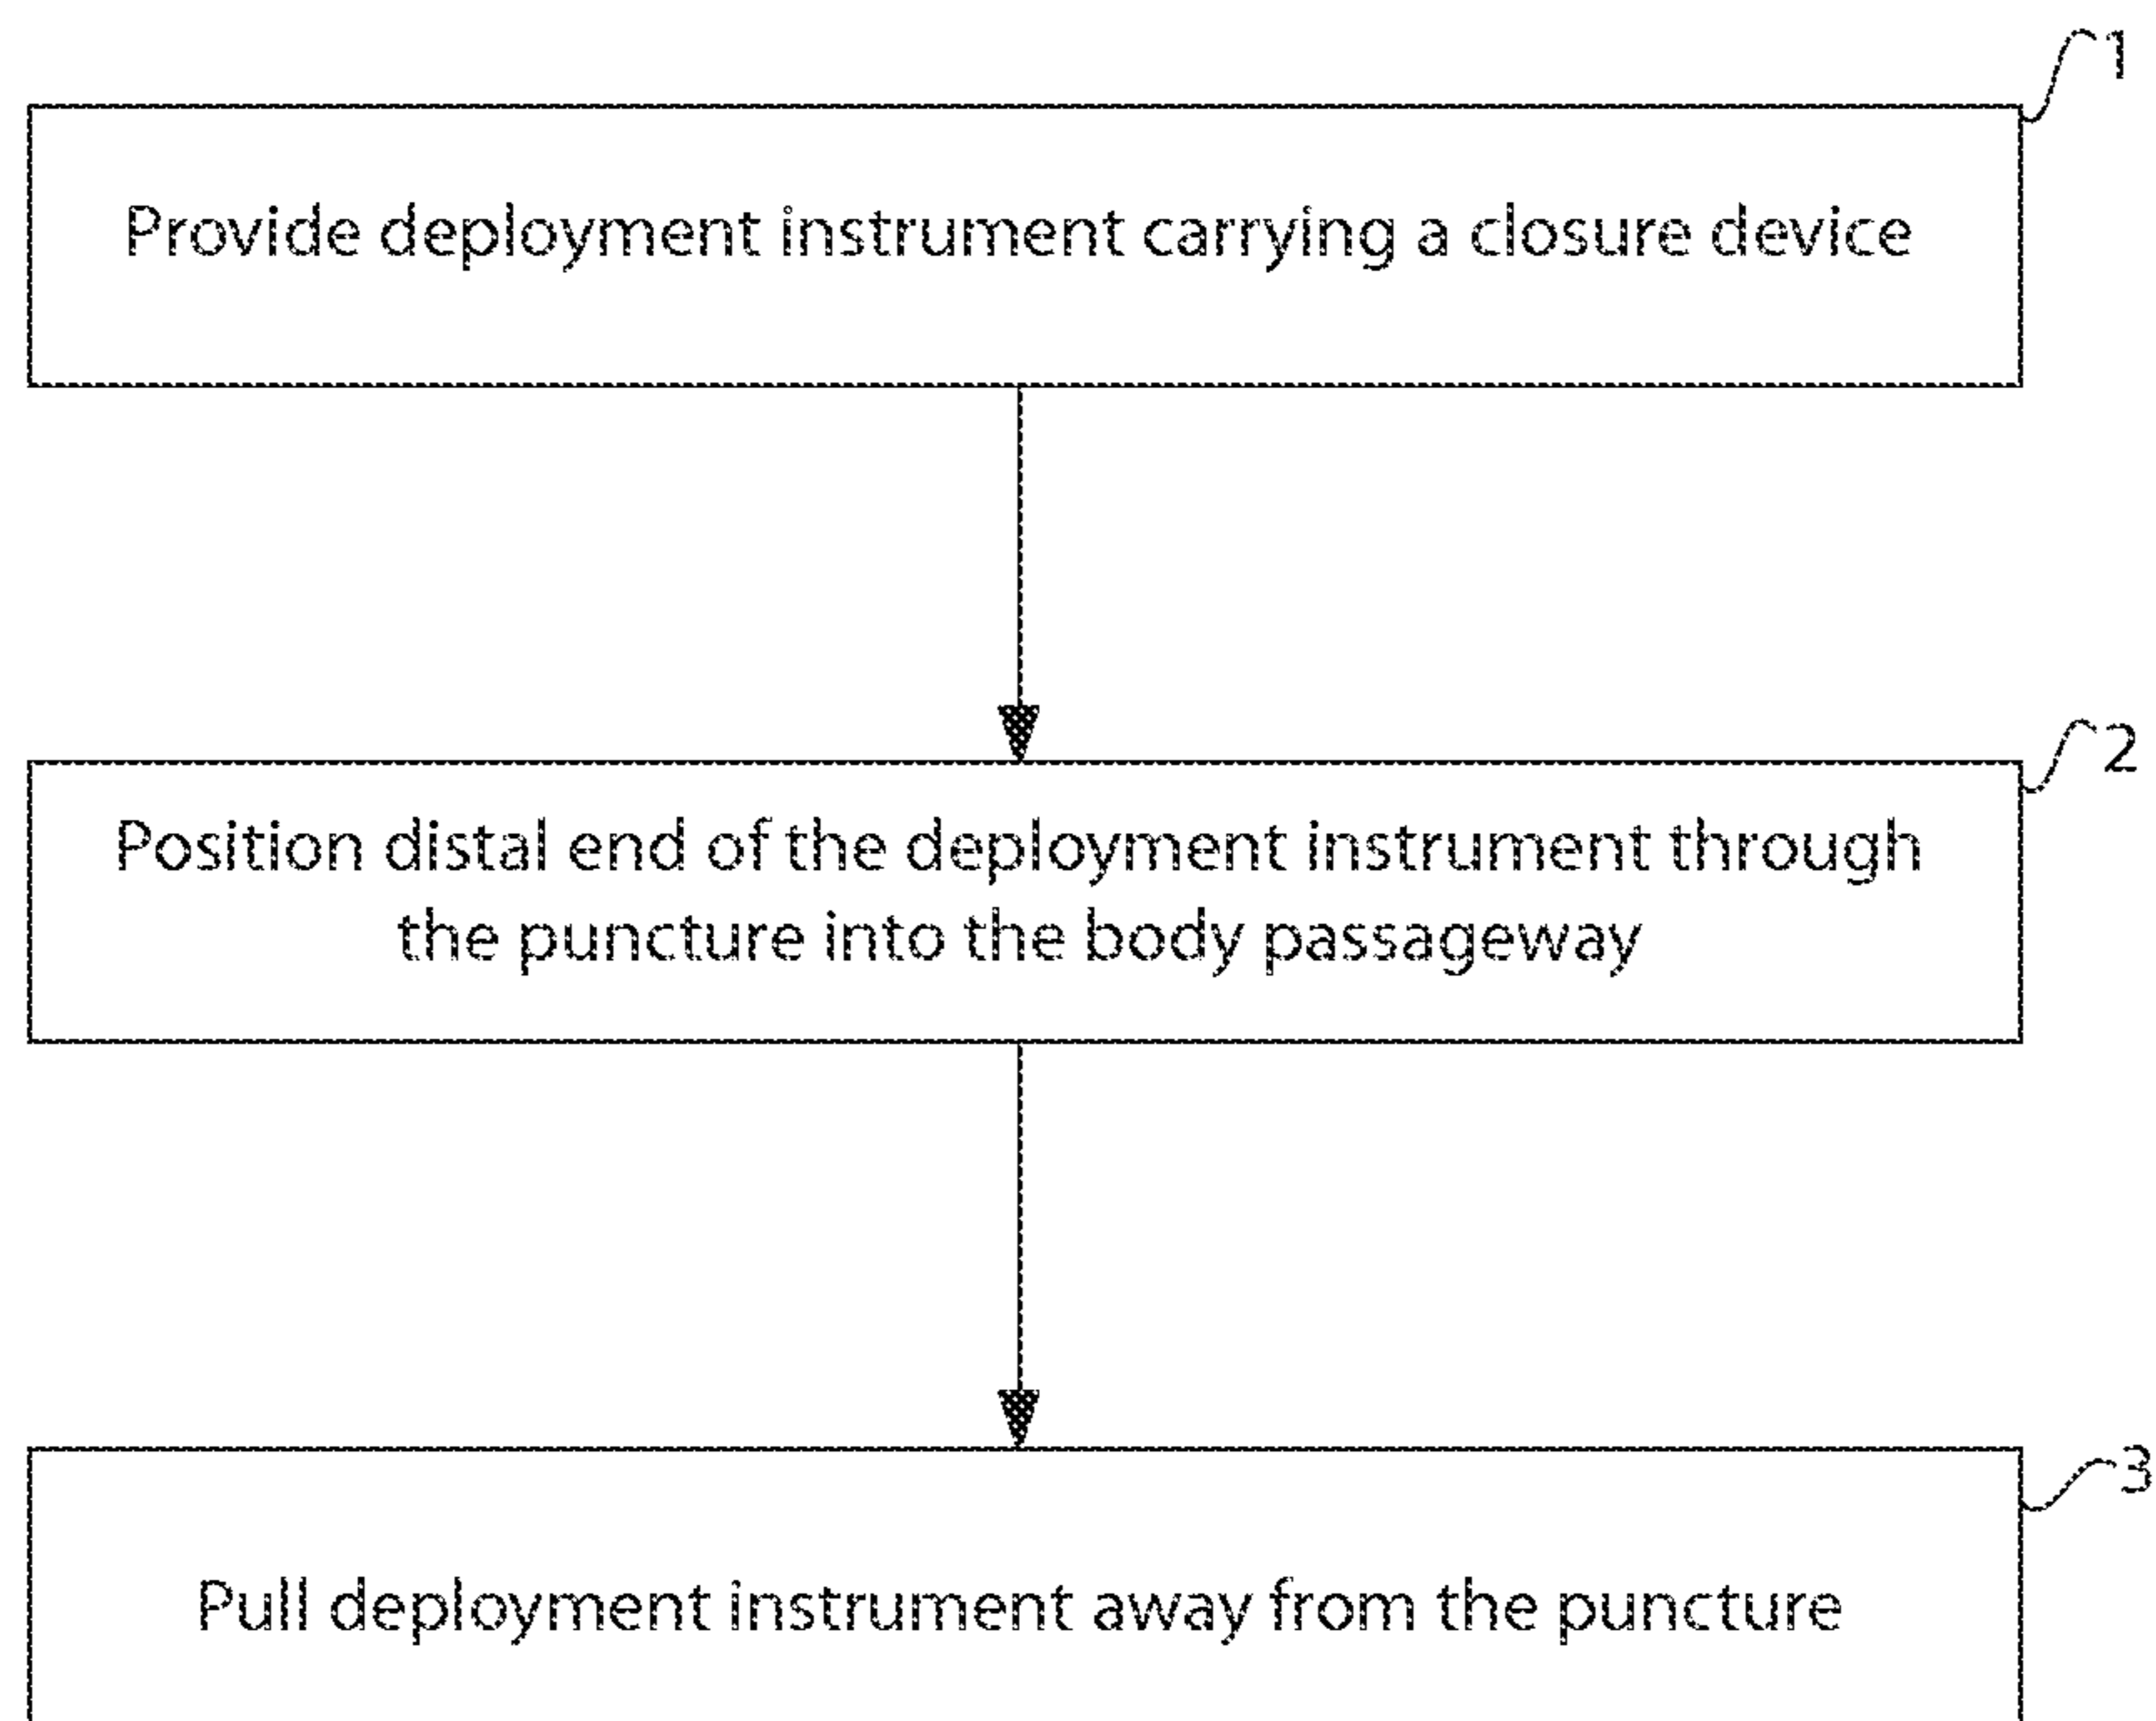 1
Provide deployment instrument carrying a closure device
2
Position distal end of the deployment instrument through
the puncture into the body passageway
3
Pull deployment instrument away from the puncture